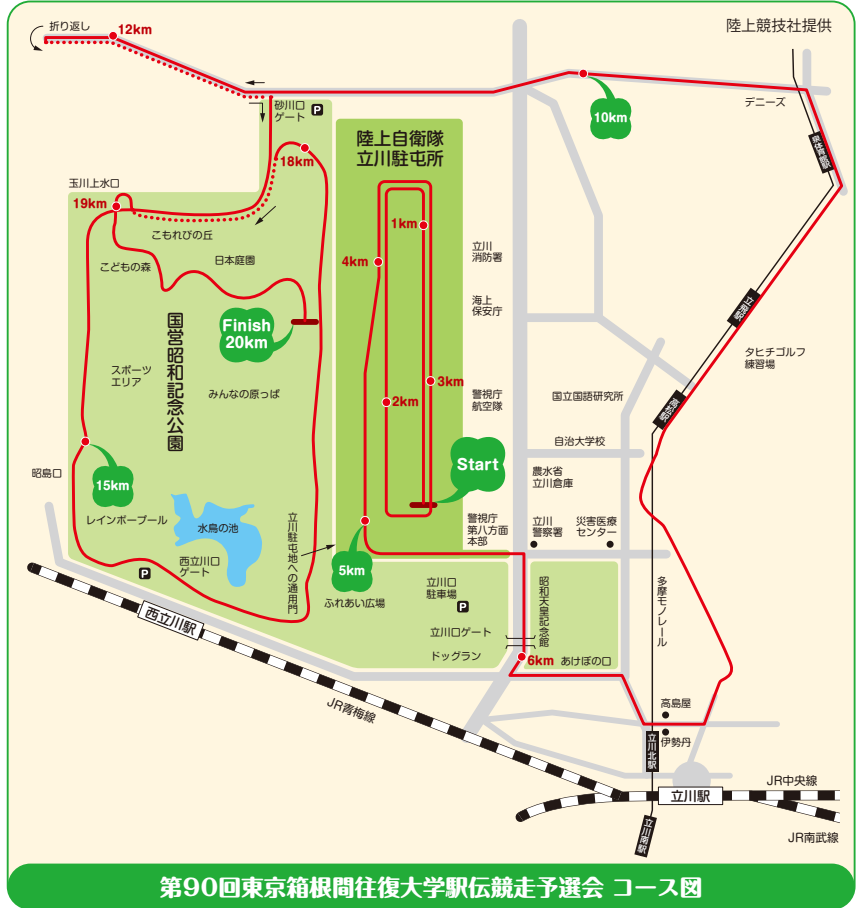 折り返し
12km
陸上競技社提供
砂川口
ゲート
P
10km
デニーズ
泉体育館駅
陸上自衛隊
立川駐屯所
18km
玉川上水口
19km
1km
こもれびの丘
こどもの森
日本庭園
4km
立川
消防署
海上
保安庁
立飛駅
Finish
20km
国営昭和記念公園
スポーツ
エリア
みんなの原っぱ
タヒチゴルフ
練習場
3km
2km
警視庁
航空隊
国立国語研究所
高松駅
自治大学校
Start
昭島口
15km
農水省
立川倉庫
レインボープール
水鳥の池
立川駐屯地への通用門
警視庁
第八方面
本部
立川
警察署
災害医療
センター
西立川口
ゲート
P
5km
ふれあい広場
立川口
駐車場
P
昭和天皇記念館
多摩モノレール
立川口ゲート
ドッグラン
6km
あけぼの口
西立川駅
JR青梅線
高島屋
伊勢丹
立川北駅
JR中央線
立川駅
立川南駅
JR南武線
第90回東京箱根間往復大学駅伝競走予選会 コース図